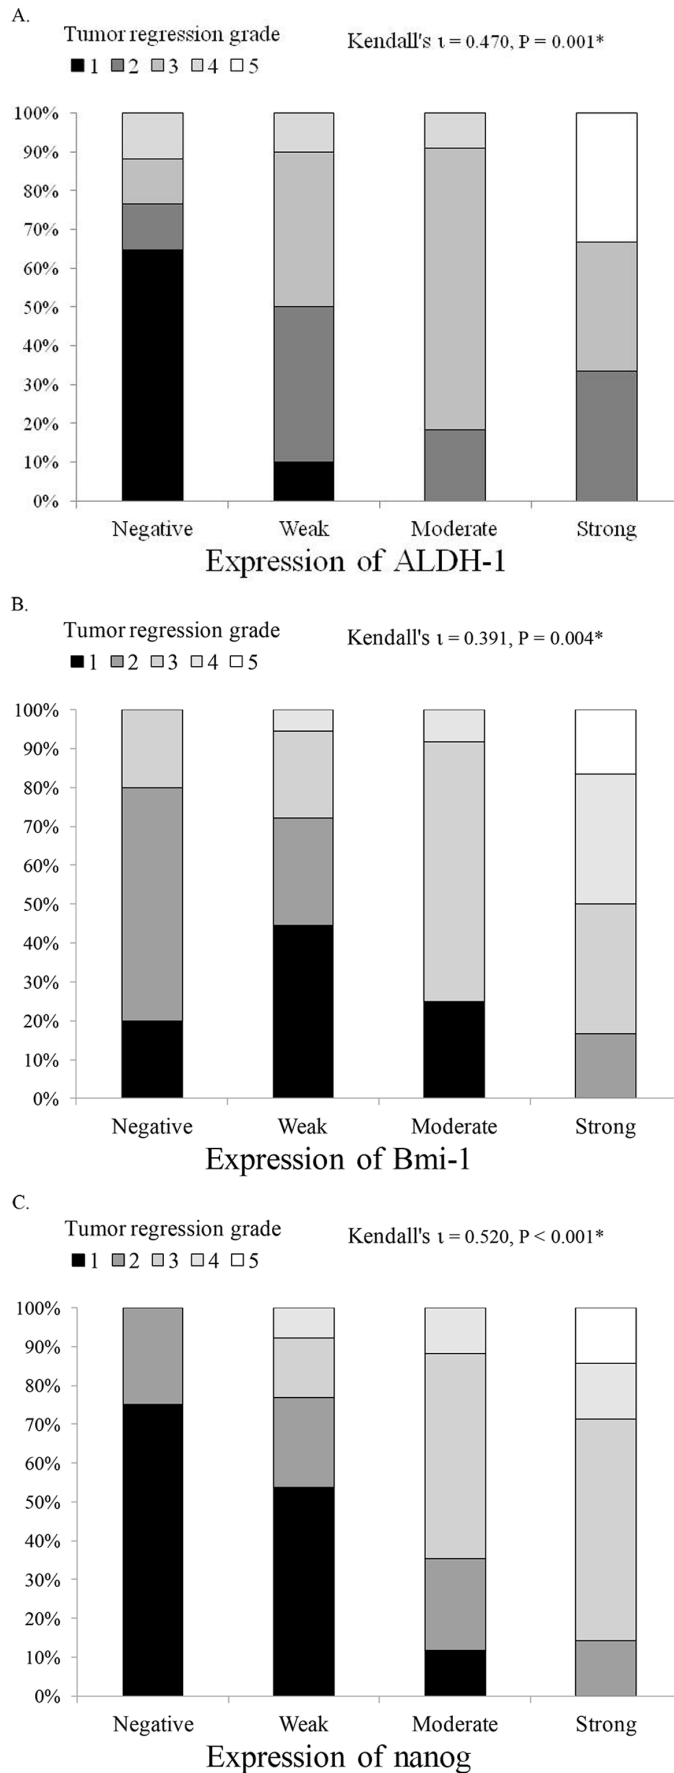 A.
Tumor regression grade
Kendall's ι = 0.470, P = 0.001*
1 2 3 4 5
100%
90%
80%
70%
60%
50%
40%
30%
20%
10%
0%
Negative Weak Moderate Strong
Expression of ALDH-1
B.
Tumor regression grade
Kendall's ι = 0.391, P = 0.004*
1 2 3 4 5
100%
90%
80%
70%
60%
50%
40%
30%
20%
10%
0%
Negative Weak Moderate Strong
Expression of Bmi-1
C.
Tumor regression grade
Kendall's ι = 0.520, P < 0.001*
1 2 3 4 5
100%
90%
80%
70%
60%
50%
40%
30%
20%
10%
0%
Negative Weak Moderate Strong
Expression of nanog